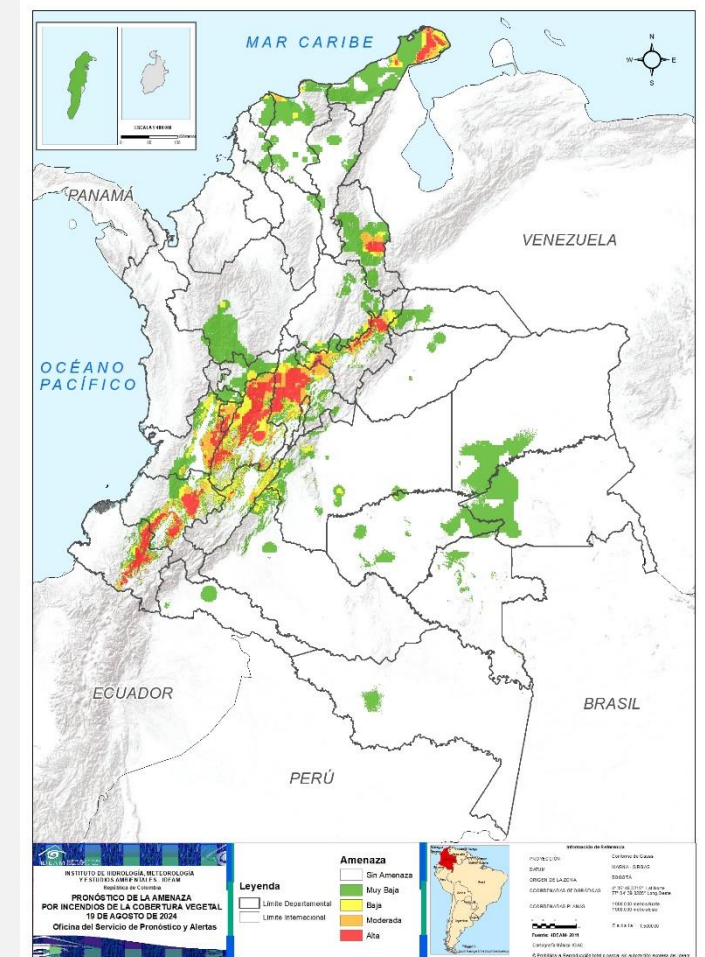 MAR CARIBE
N
W
E
S
PANAMÁ
VENEZUELA
OCÉANO
PACÍFICO
ECUADOR
BRASIL
PERÚ
INSTITUTO DE HIDROLOGÍA, METEOROLOGÍA
Y ESTUDIOS AMBIENTALES - IDEAM
República de Colombia
PRONÓSTICO DE LA AMENAZA
POR INCENDIOS DE LA COBERTURA VEGETAL
19 DE AGOSTO DE 2024
Oficina del Servicio de Pronóstico y Alertas
Leyenda
Límite Departamental
Límite Internacional
Amenaza
Sin Amenaza
Muy Baja
Baja
Moderada
Alta
Información de Referencia
PROYECCIÓN
DATUM
ORIGEN DE LA ZONA
BOGOTÁ
COORDENADAS GEOGRÁFICAS
COORDENADAS PLANAS
Fuente: IDEAM